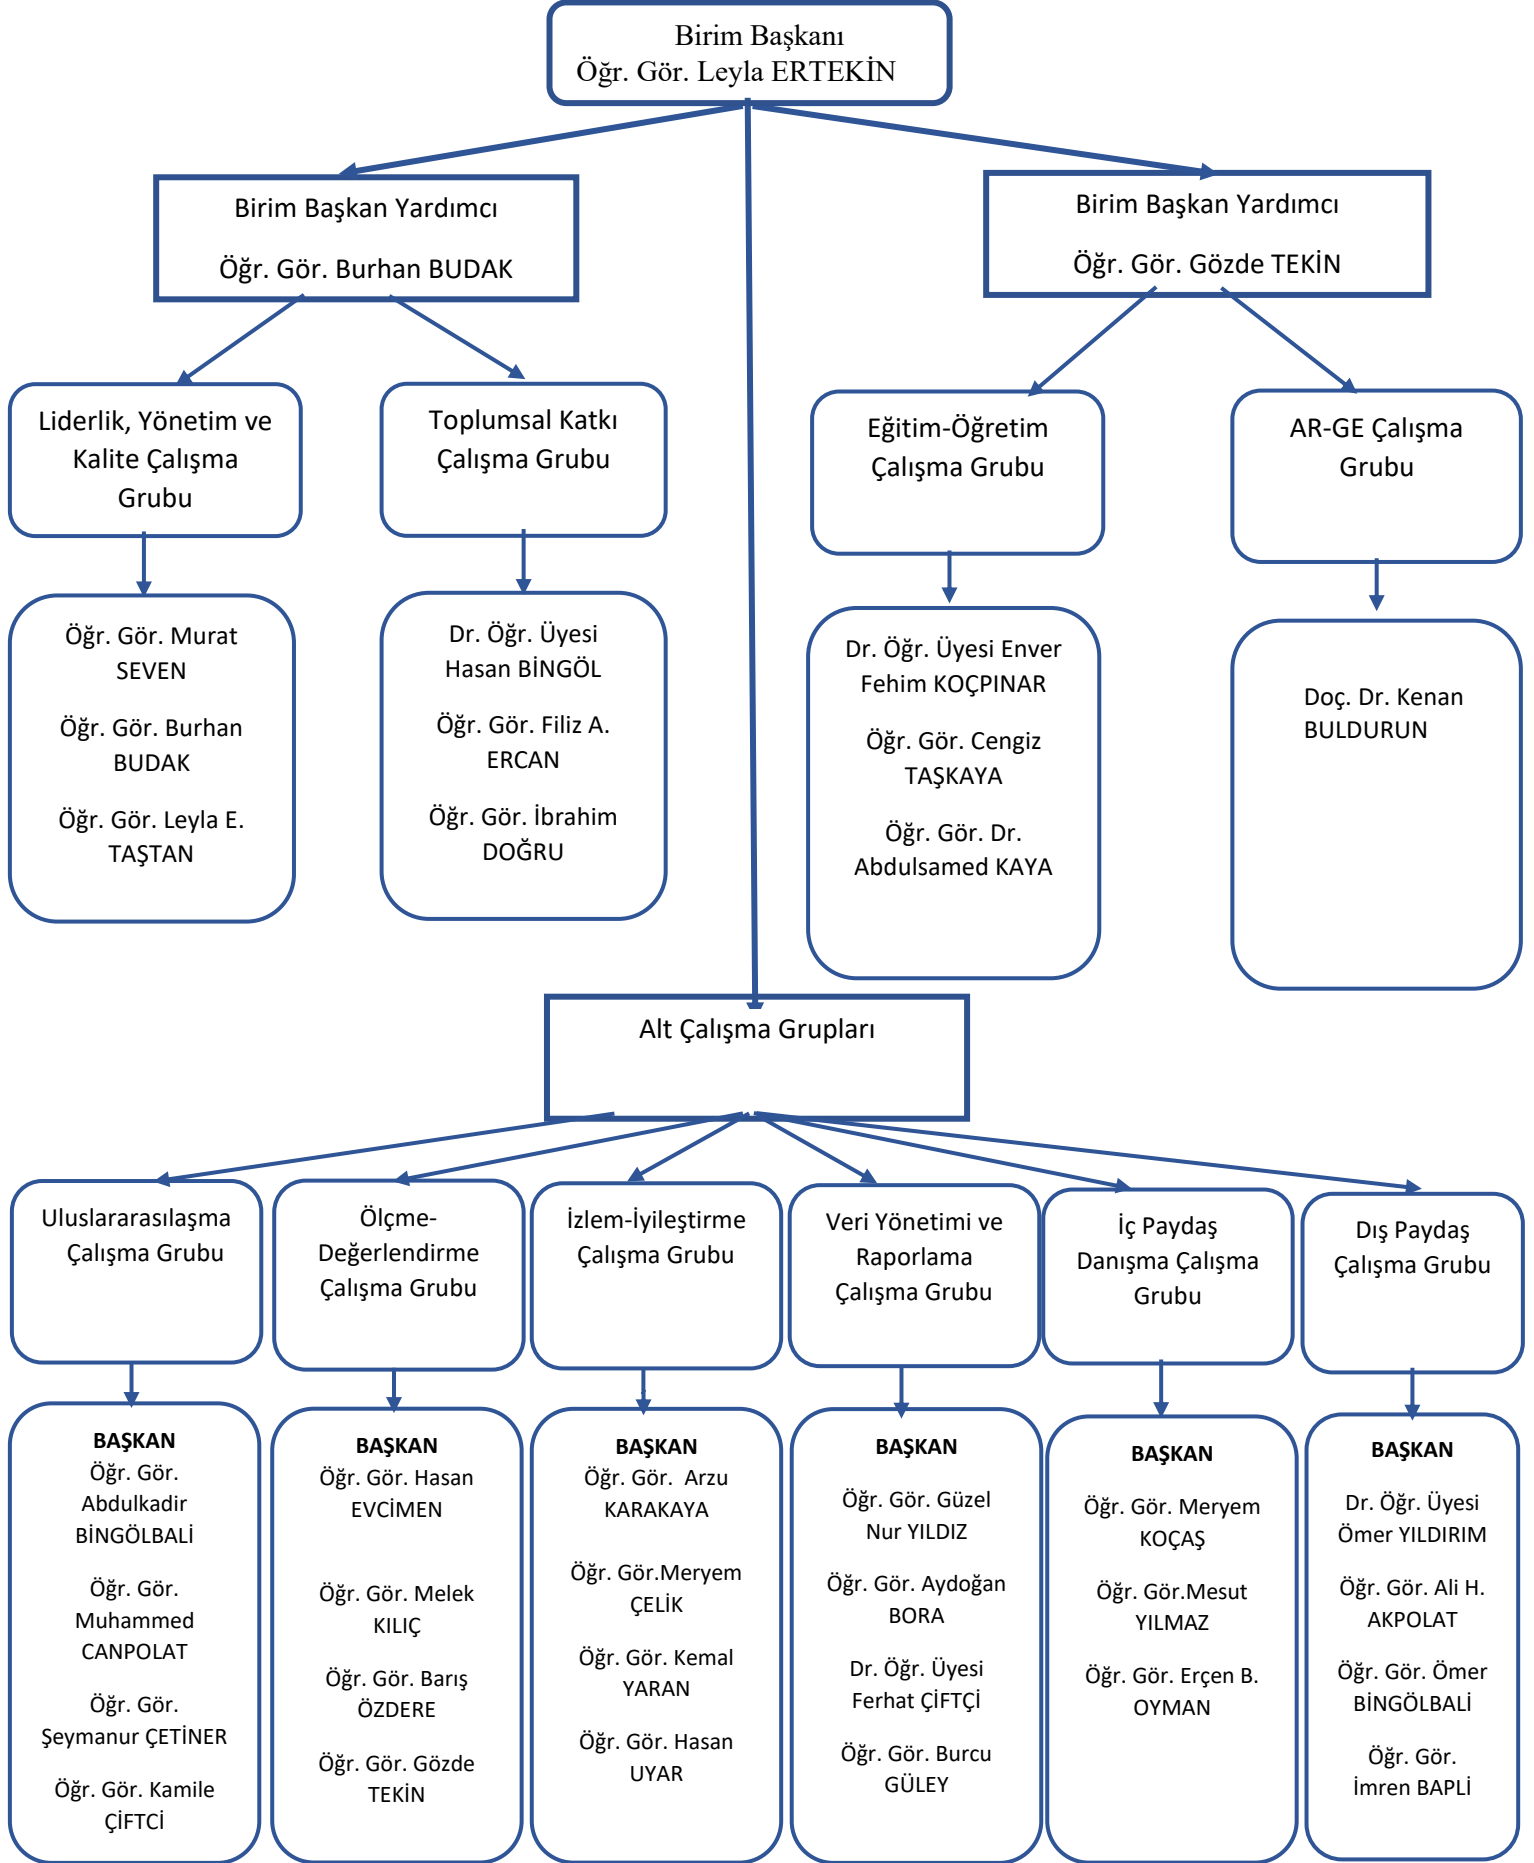 Birim Başkanı
Öğr. Gör. Leyla ERTEKİN
Birim Başkan Yardımcı
Öğr. Gör. Burhan BUDAK
Birim Başkan Yardımcı
Öğr. Gör. Gözde TEKİN
Liderlik, Yönetim ve
Kalite Çalışma
Grubu
Toplumsal Katkı
Çalışma Grubu
Eğitim-Öğretim
Çalışma Grubu
AR-GE Çalışma
Grubu
Öğr. Gör. Murat
SEVEN
Öğr. Gör. Burhan
BUDAK
Öğr. Gör. Leyla E.
TAŞTAN
Dr. Öğr. Üyesi
Hasan BİNGÖL
Öğr. Gör. Filiz A.
ERCAN
Öğr. Gör. İbrahim
DOĞRU
Dr. Öğr. Üyesi Enver
Fehim KOÇPINAR
Öğr. Gör. Cengiz
TAŞKAYA
Öğr. Gör. Dr.
Abdulsamed KAYA
Doç. Dr. Kenan
BULDURUN
Alt Çalışma Grupları
Uluslararasılaşma
Çalışma Grubu
Ölçme-
Değerlendirme
Çalışma Grubu
İzlem-İyileştirme
Çalışma Grubu
Veri Yönetimi ve
Raporlama
Çalışma Grubu
İç Paydaş
Danışma Çalışma
Grubu
Dış Paydaş
Çalışma Grubu
BAŞKAN
Öğr. Gör.
Abdulkadir
BİNGÖLBALİ
Öğr. Gör.
Muhammed
CANPOLAT
Öğr. Gör.
Şeymanur ÇETİNER
Öğr. Gör. Kamile
ÇİFTCİ
BAŞKAN
Öğr. Gör. Hasan
EVCİMEN
Öğr. Gör. Melek
KILIÇ
Öğr. Gör. Barış
ÖZDERE
Öğr. Gör. Gözde
TEKİN
BAŞKAN
Öğr. Gör.  Arzu
KARAKAYA
Öğr. Gör.Meryem
ÇELİK
Öğr. Gör. Kemal
YARAN
Öğr. Gör. Hasan
UYAR
BAŞKAN
Öğr. Gör. Güzel
Nur YILDIZ
Öğr. Gör. Aydoğan
BORA
Dr. Öğr. Üyesi
Ferhat ÇİFTÇİ
Öğr. Gör. Burcu
GÜLEY
BAŞKAN
Öğr. Gör. Meryem
KOÇAŞ
Öğr. Gör.Mesut
YILMAZ
Öğr. Gör. Erçen B.
OYMAN
BAŞKAN
Dr. Öğr. Üyesi
Ömer YILDIRIM
Öğr. Gör. Ali H.
AKPOLAT
Öğr. Gör. Ömer
BİNGÖLBALİ
Öğr. Gör.
İmren BAPLİ